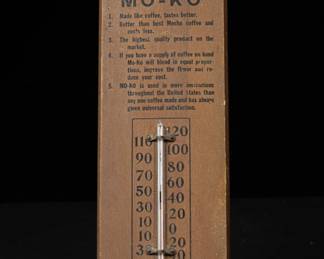 MO-KO
1. Made like coffee, tastes better.
2. Better than best Mocha coffee and
costs less.
3. The highest quality product on the
market.
4. If you have a supply of coffee on hand
Mo-Ko will blend in equal propor-
tions, improve the flavor and re-
duce your cost.
5. MO-KO is used in more institutions
throughout the United States than
any one coffee made and has always
given universal satisfaction.
120
110
100
90
80
70
60
50
40
30
20
10
0
10
20